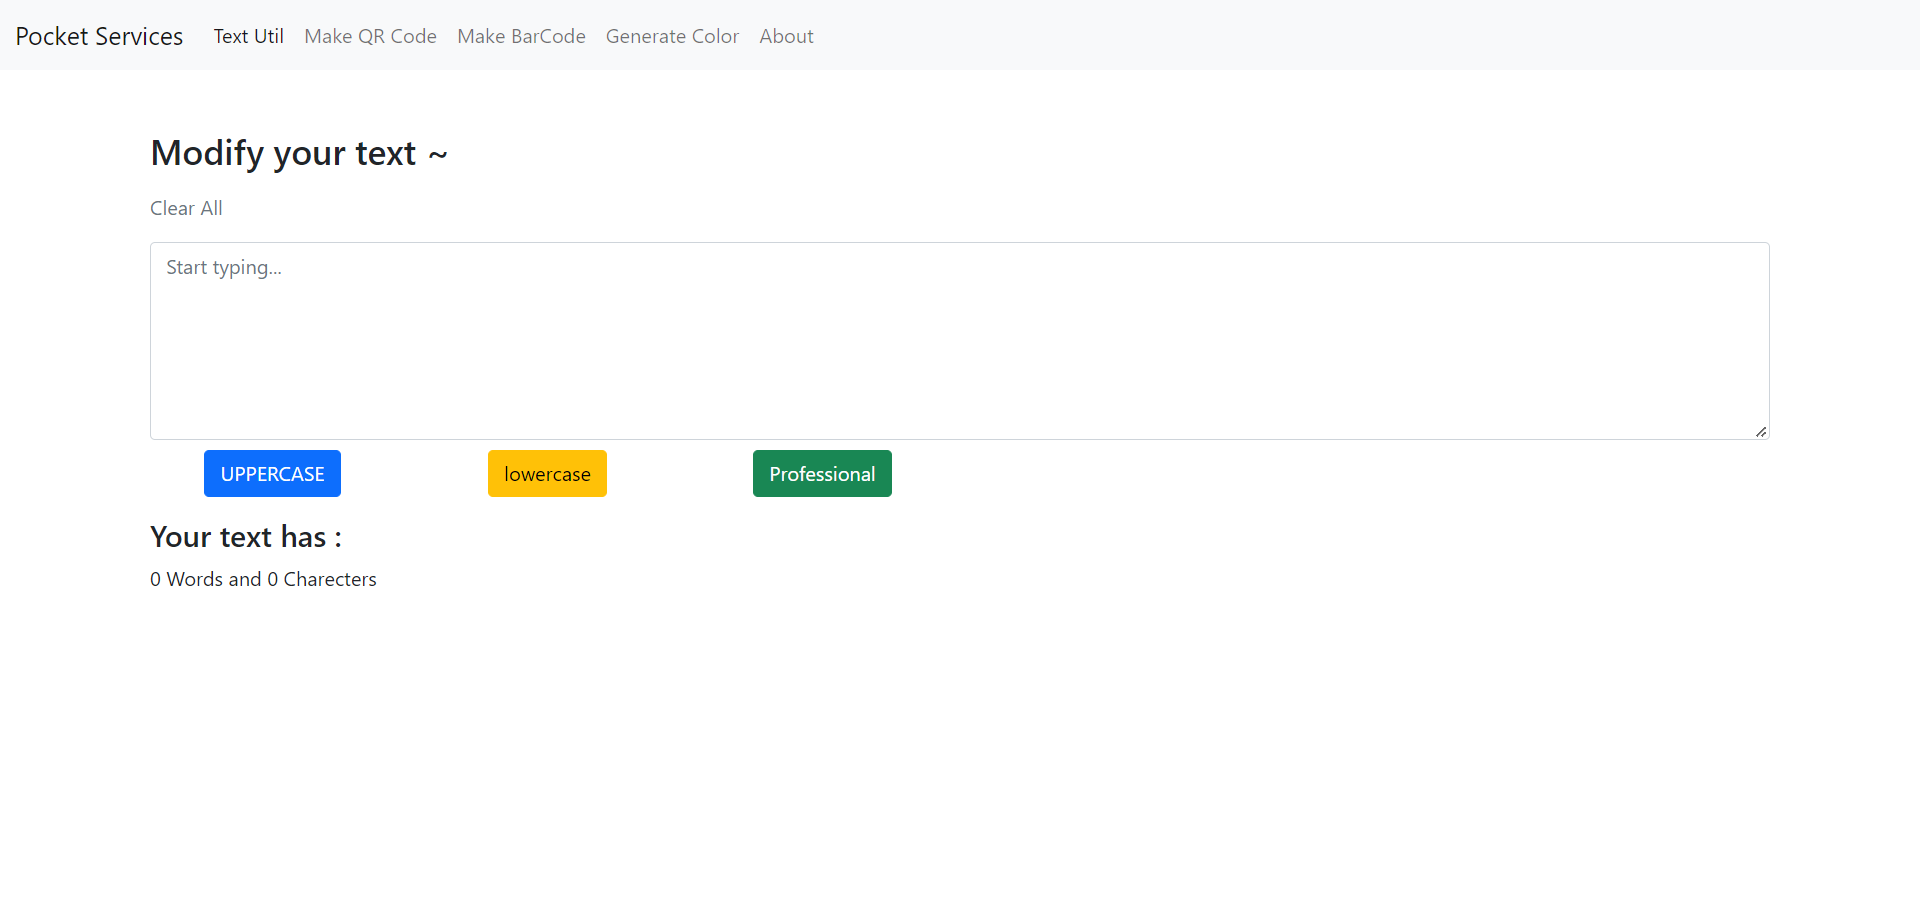 Pocket Services Text Util Make QR Code Make BarCode Generate Color About
Modify your text ~
Clear All
Start typing...
UPPERCASE lowercase Professional
Your text has :
0 Words and 0 Charecters